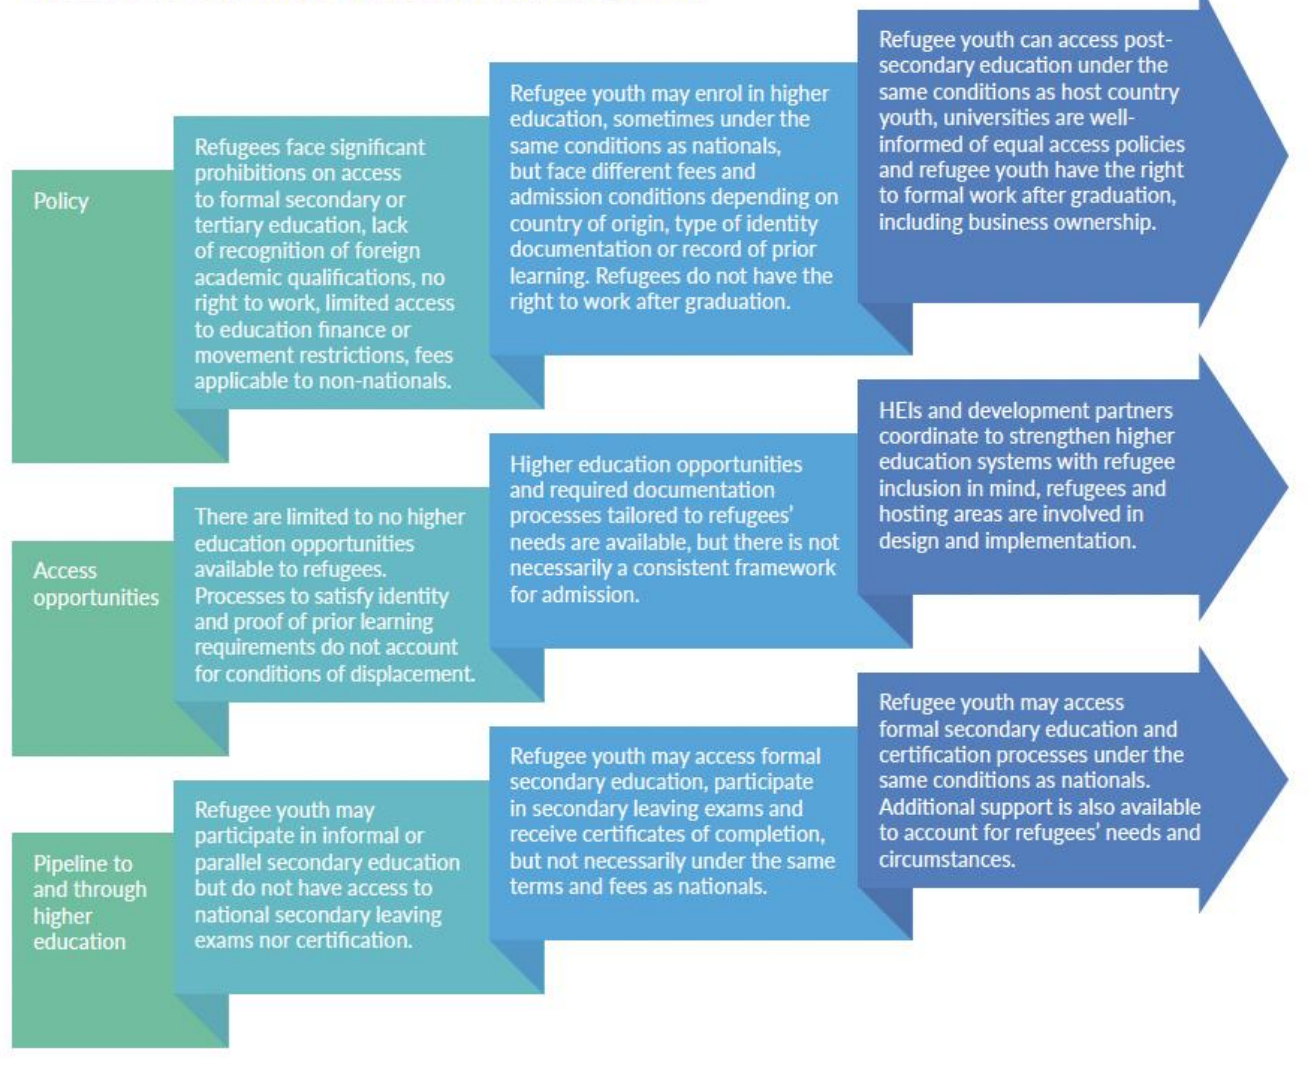 Policy
Refugees face significant
prohibitions on access
to formal secondary or
tertiary education, lack
of recognition of foreign
academic qualifications, no
right to work, limited access
to education finance or
movement restrictions, fees
applicable to non-nationals.
Refugee youth may enrol in higher
education, sometimes under the
same conditions as nationals,
but face different fees and
admission conditions depending on
country of origin, type of identity
documentation or record of prior
learning. Refugees do not have the
right to work after graduation.
Refugee youth can access post-
secondary education under the
same conditions as host country
youth, universities are well-
informed of equal access policies
and refugee youth have the right
to formal work after graduation,
including business ownership.
Access
opportunities
There are limited to no higher
education opportunities
available to refugees.
Processes to satisfy identity
and proof of prior learning
requirements do not account
for conditions of displacement.
Higher education opportunities
and required documentation
processes tailored to refugees'
needs are available, but there is not
necessarily a consistent framework
for admission.
HEIs and development partners
coordinate to strengthen higher
education systems with refugee
inclusion in mind, refugees and
hosting areas are involved in
design and implementation.
Pipeline to
and through
higher
education
Refugee youth may
participate in informal or
parallel secondary education
but do not have access to
national secondary leaving
exams nor certification.
Refugee youth may access formal
secondary education, participate
in secondary leaving exams and
receive certificates of completion,
but not necessarily under the same
terms and fees as nationals.
Refugee youth may access
formal secondary education and
certification processes under the
same conditions as nationals.
Additional support is also available
to account for refugees' needs and
circumstances.